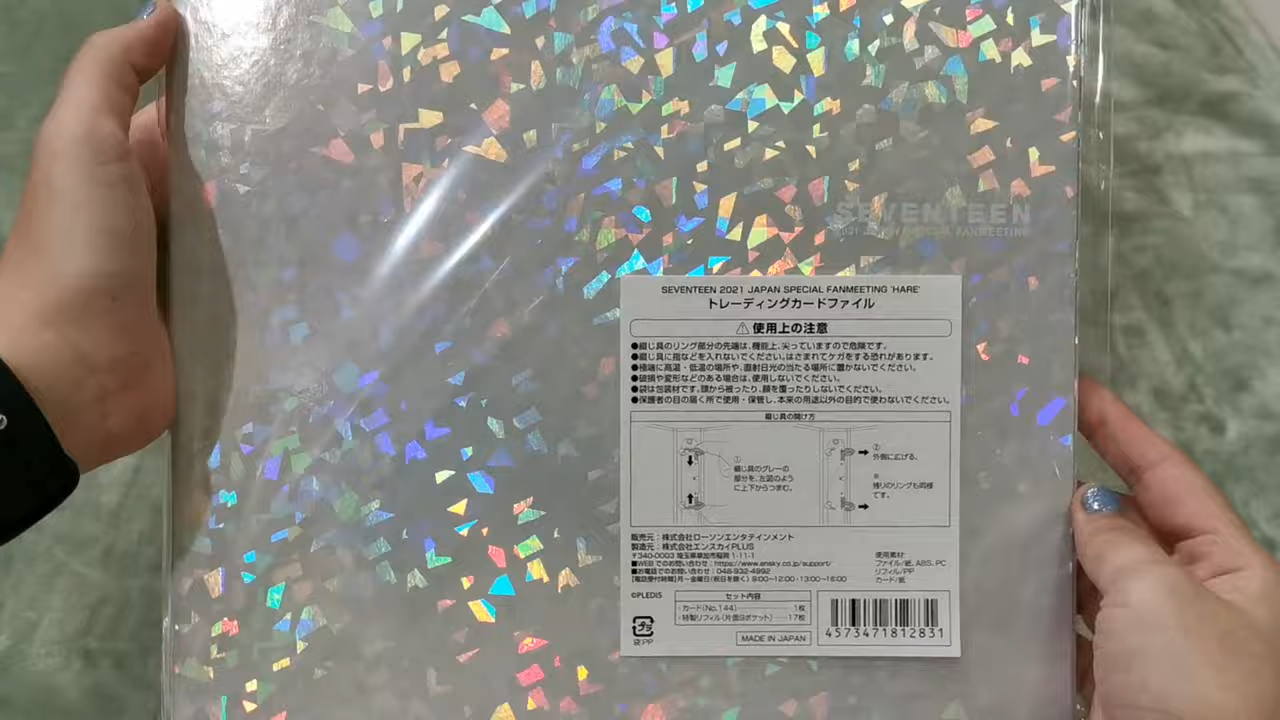 SEVENTEEN
2021 JAPAN SPECIAL FANMEETING
SEVENTEEN 2021 JAPAN SPECIAL FANMEETING 'HARE'
トレーディングカードファイル
⚠使用上の注意
●綴じ具のリング部分の先端は、機能上、尖っていますので危険です。
●綴じ具に指などを入れないでください。はさまれてケガをする恐れがあります。
●極端に高温・低温の場所や、直射日光の当たる場所に置かないでください。
●破損や変形などのある場合は、使用しないでください。
●袋は包装材です。頭から被ったり、顔を覆ったりしないでください。
●保護者の目の届く所で使用・保管し、本来の用途以外の目的で使わないでください。
綴じ具の開け方
①
綴じ具のグレーの
部分を、左図のよう
に上下からつまむ。
②
外側に広げる。
※
残りのリングも同様
です。
販売元:株式会社ローソンエンタテインメント
製造元:株式会社エンスカイPLUS
〒340-0003 埼玉県草加市稲荷1-11-1
■WEBでのお問い合わせ:https://www.ensky.co.jp/support/
■お電話でのお問い合わせ:048-932-4992
【電話受付時間】月~金曜日(祝日を除く) 8:00~12:00・13:00~16:00
使用素材:
ファイル/紙、ABS、PC
リフィル/PP
カード/紙
©PLEDIS
プラ
袋:PP
セット内容
・カード(No.144)……1枚
・特製リフィル(片面9ポケット)……17枚
MADE IN JAPAN
4573471812831